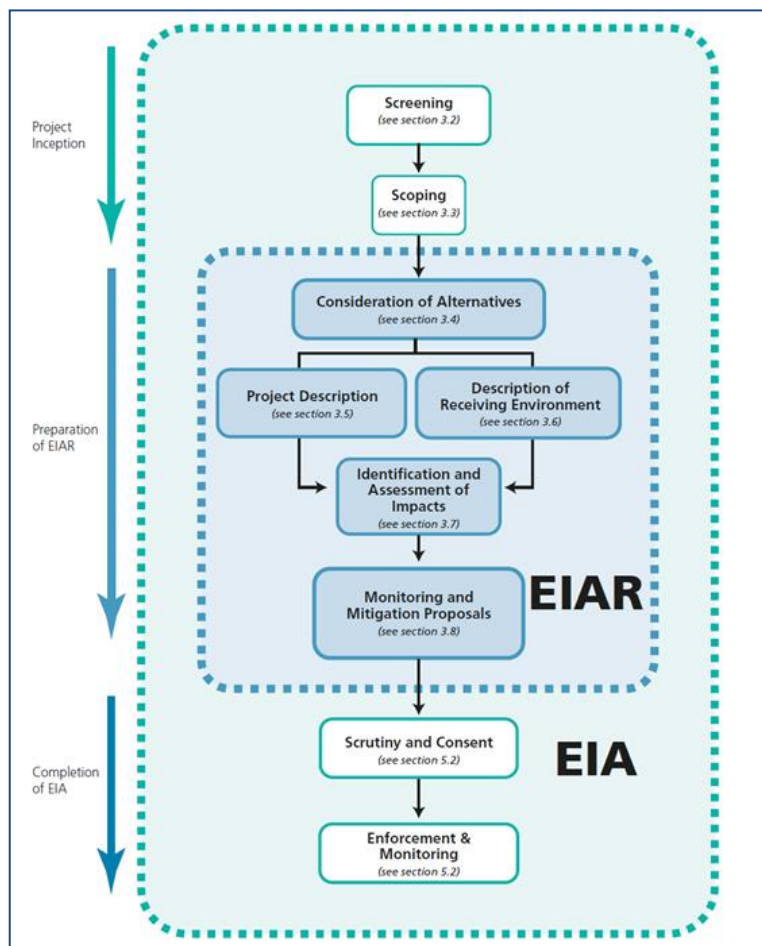 Project
Inception
Screening
(see section 3.2)
Scoping
(see section 3.3)
Consideration of Alternatives
(see section 3.4)
Project Description
(see section 3.5)
Description of
Receiving Environment
(see section 3.6)
Preparation
of EIAR
Identification and
Assessment of
Impacts
(see section 3.7)
Monitoring and
Mitigation Proposals
(see section 3.8)
EIAR
Scrutiny and Consent
(see section 5.2)
EIA
Completion
of EIA
Enforcement &
Monitoring
(see section 5.2)